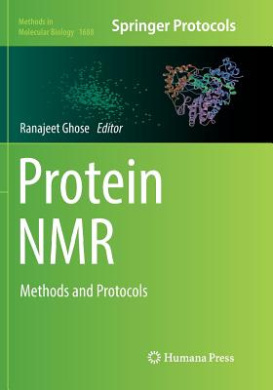 Methods in
Molecular Biology 1688
Springer Protocols
Ranajeet Ghose Editor
Protein
NMR
Methods and Protocols
Humana Press